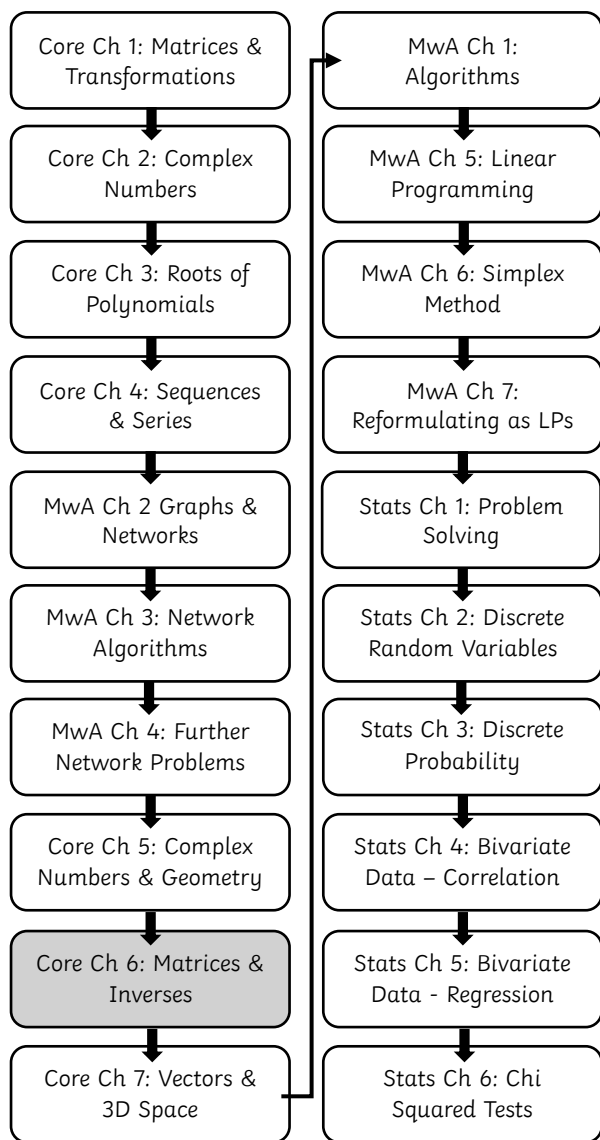 Core Ch 1: Matrices &
Transformations
Core Ch 2: Complex
Numbers
Core Ch 3: Roots of
Polynomials
Core Ch 4: Sequences
& Series
MwA Ch 2 Graphs &
Networks
MwA Ch 3: Network
Algorithms
MwA Ch 4: Further
Network Problems
Core Ch 5: Complex
Numbers & Geometry
Core Ch 6: Matrices &
Inverses
Core Ch 7: Vectors &
3D Space
MwA Ch 1:
Algorithms
MwA Ch 5: Linear
Programming
MwA Ch 6: Simplex
Method
MwA Ch 7:
Reformulating as LPs
Stats Ch 1: Problem
Solving
Stats Ch 2: Discrete
Random Variables
Stats Ch 3: Discrete
Probability
Stats Ch 4: Bivariate
Data – Correlation
Stats Ch 5: Bivariate
Data - Regression
Stats Ch 6: Chi
Squared Tests